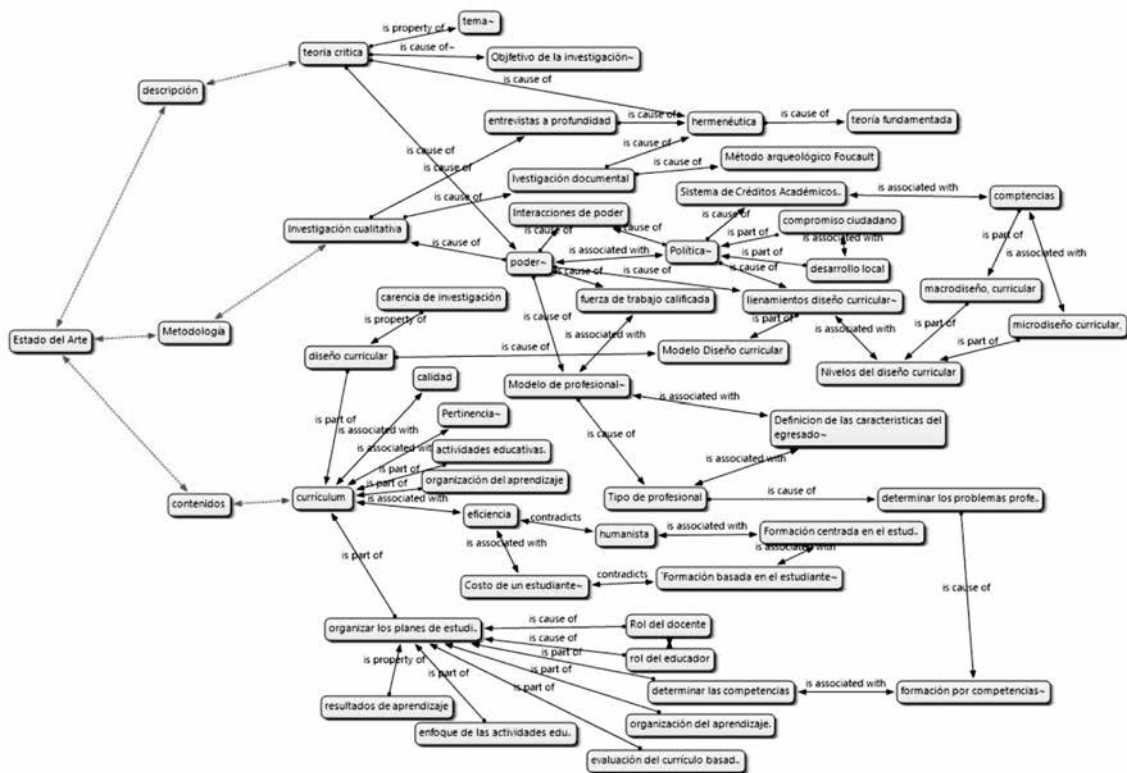 tema~
is property of
teoria critica
is cause of~
Objfetivo de la investigación~
is cause of
descripción
entrevistas a profundidad
is cause of
hermenéutica
is cause of
teoría fundamentada
is cause of
is cause of
is cause of
Ivestigación documental
is cause of
Método arqueológico Foucault
Sistema de Créditos Académicos..
is associated with
comptencias
is cause of
Interacciones de poder
is cause of
compromiso ciudadano
Investigación cualitativa
is cause of
is cause of
is part of
is associated with
is part of
is cause of
is associated with
Política~
is part of
is associated with
poder~
is cause of
is cause of
desarrollo local
carencia de investigación
fuerza de trabajo calificada
lienamientos diseño curricular~
macrodiseño, curricular
Estado del Arte
Metodología
is property of
is cause of
is associated with
is part of
is associated with
is part of
microdiseño curricular,
diseño curricular
is cause of
Modelo Diseño curricular
is part of
Nivelos del diseño curricular
calidad
Modelo de profesional~
is associated with
is part of
Pertinencia~
is associated with
Definicion de las caracteristicas del
egresado~
is cause of
is associated with
actividades educativas.
is part of
is associated with
organización del aprendizaje
is part of
contenidos
currículum
is associated with
Tipo de profesional
is cause of
determinar los problemas profe..
eficiencia
contradicts
humanista
is associated with
Formación centrada en el estud..
is associated with
is associated with
is part of
Costo de un estudiante~
contradicts
`Formación basada en el estudiante~
is cause of
organizar los planes de estudi..
is cause of
Rol del docente
is cause of
is part of
rol del educador
is property of
is part of
is part of
is part of
determinar las competencias
is associated with
formación por competencias~
resultados de aprendizaje
organización del aprendizaje.
enfoque de las actividades edu..
evaluación del currículo basad..